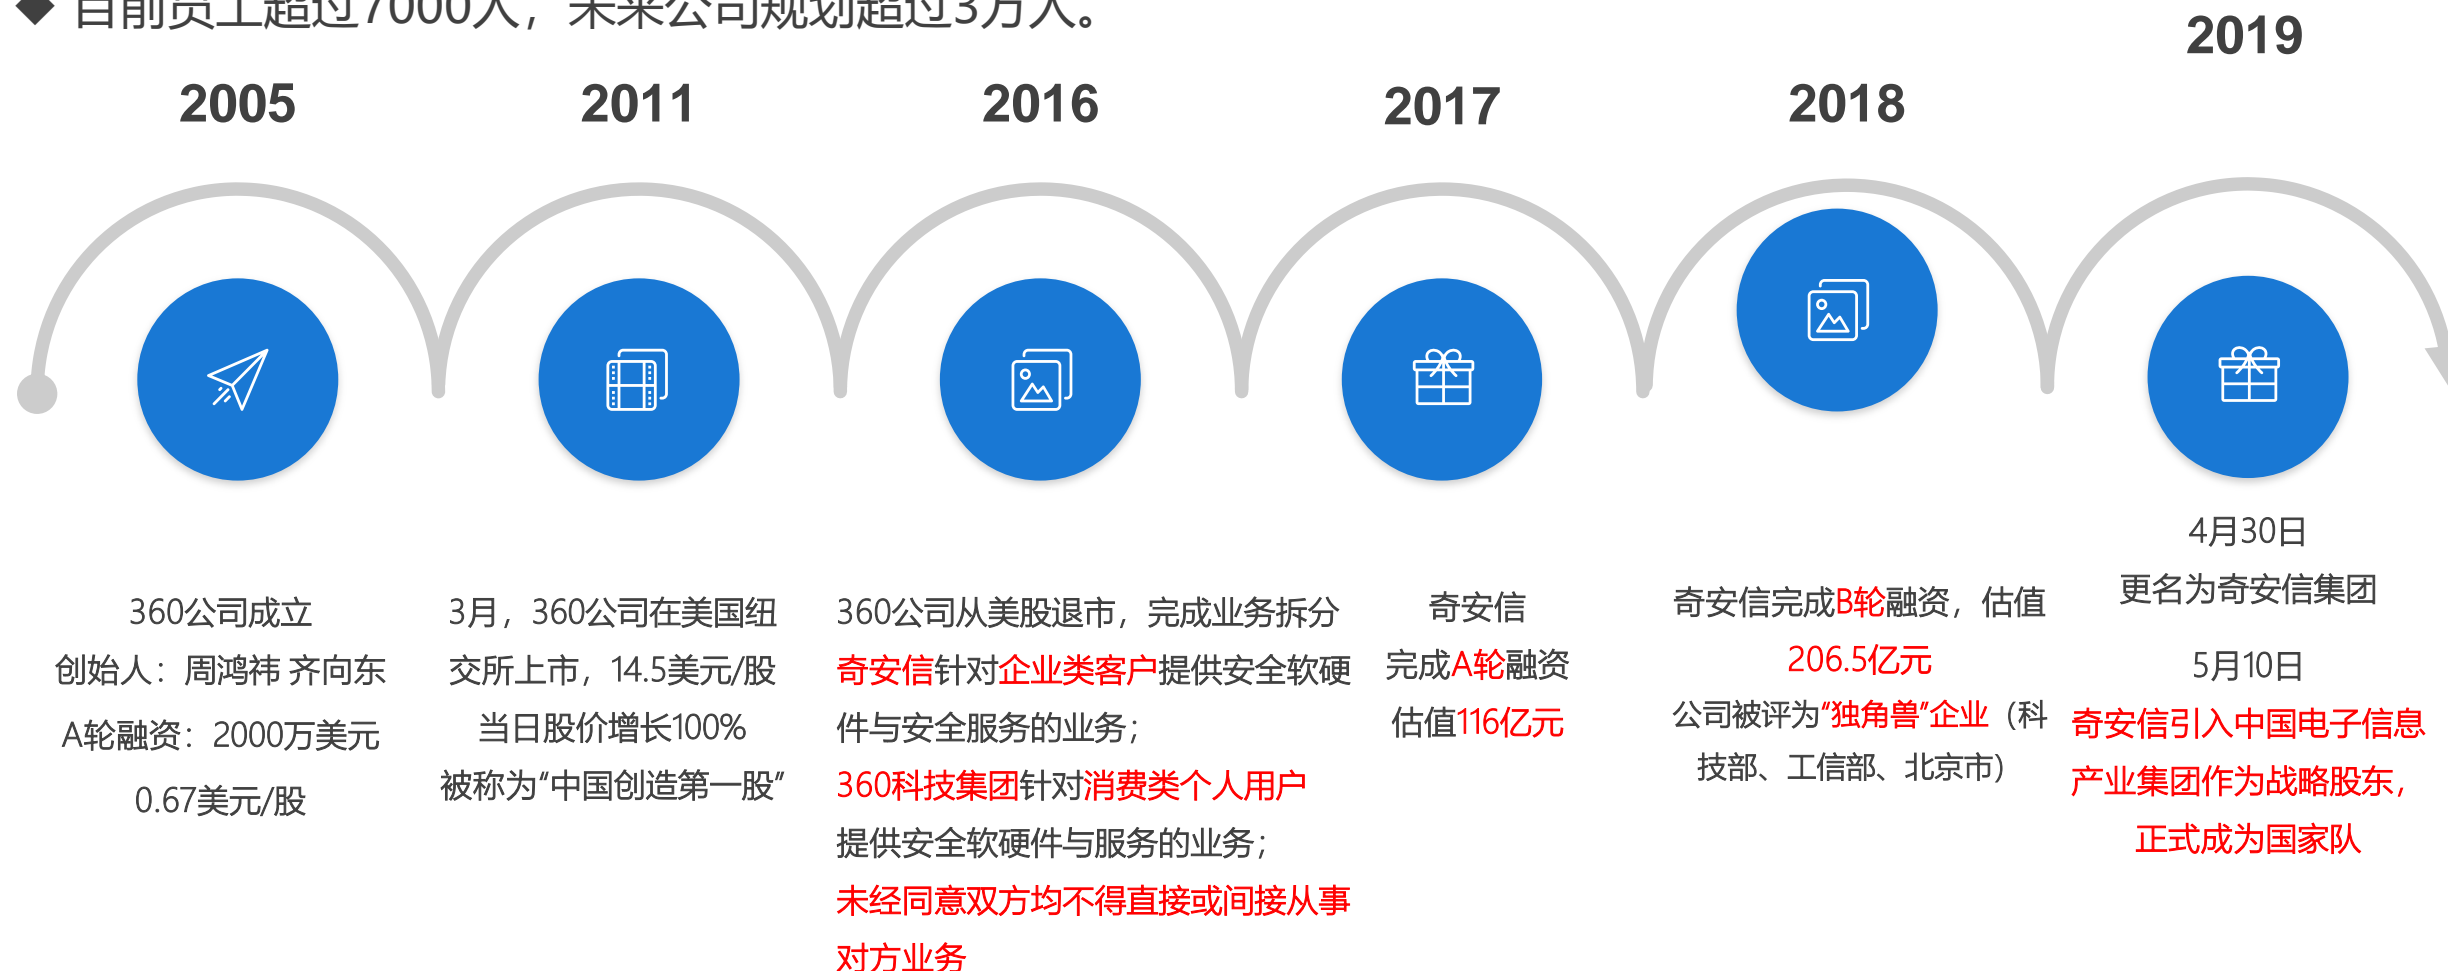 ◆ 目前员工超过7000人，未来公司规划超过3万人。
2005
360公司成立
创始人：周鸿祎 齐向东
A轮融资：2000万美元
0.67美元/股
2011
3月，360公司在美国纽
交所上市，14.5美元/股
当日股价增长100%
被称为“中国创造第一股”
2016
360公司从美股退市，完成业务拆分
奇安信针对企业类客户提供安全软硬
件与安全服务的业务；
360科技集团针对消费类个人用户
提供安全软硬件与服务的业务；
未经同意双方均不得直接或间接从事
对方业务
2017
奇安信
完成A轮融资
估值116亿元
2018
奇安信完成B轮融资，估值
206.5亿元
公司被评为“独角兽”企业（科
技部、工信部、北京市）
2019
4月30日
更名为奇安信集团
5月10日
奇安信引入中国电子信息
产业集团作为战略股东，
正式成为国家队